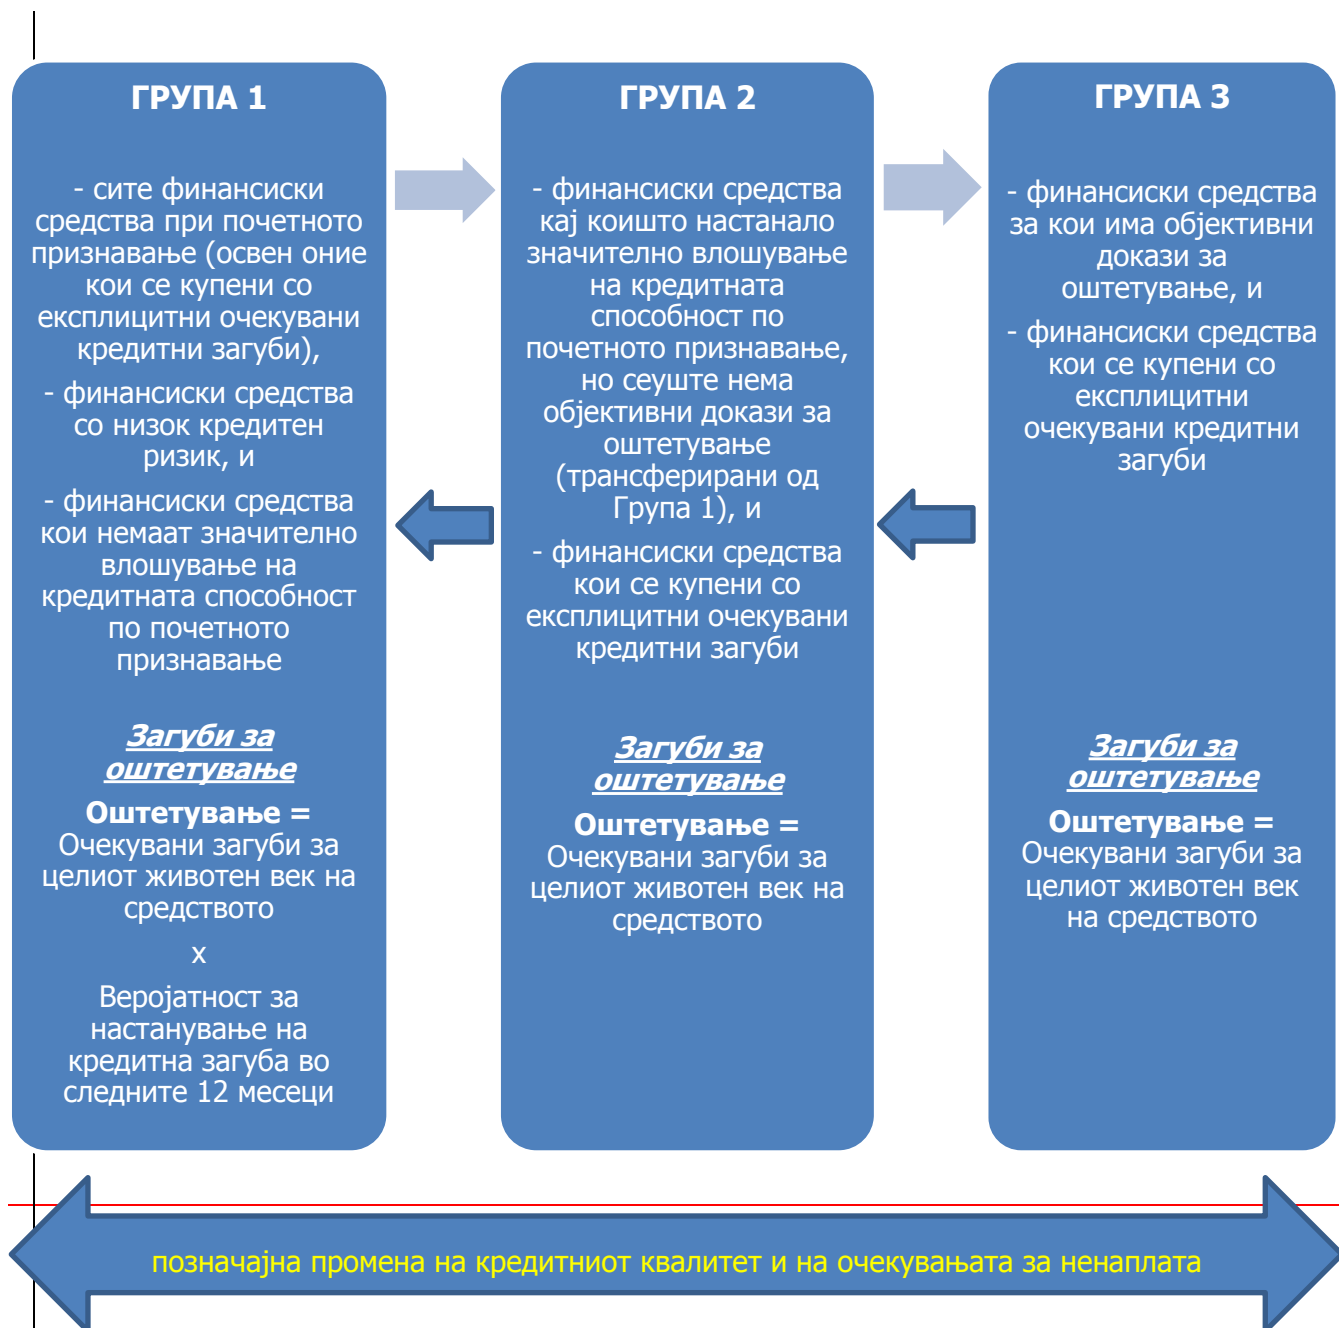 ГРУПА 1
- сите финансиски
средства при почетното
признавање (освен оние
кои се купени со
експлицитни очекувани
кредитни загуби),
- финансиски средства
со низок кредитен
ризик, и
- финансиски средства
кои немаат значително
влошување на
кредитната способност
по почетното
признавање
Загуби за
оштетување
Оштетување =
Очекувани загуби за
целиот животен век на
средството
х
Веројатност за
настанување на
кредитна загуба во
следните 12 месеци
ГРУПА 2
- финансиски средства
кај коишто настанало
значително влошување
на кредитната
способност по
почетното признавање,
но сеуште нема
објективни докази за
оштетување
(трансферирани од
Група 1), и
- финансиски средства
кои се купени со
експлицитни очекувани
кредитни загуби
Загуби за
оштетување
Оштетување =
Очекувани загуби за
целиот животен век на
средството
ГРУПА 3
- финансиски средства
за кои има објективни
докази за
оштетување, и
- финансиски средства
кои се купени со
експлицитни
очекувани кредитни
загуби
Загуби за
оштетување
Оштетување =
Очекувани загуби за
целиот животен век
на средството
позначајна промена на кредитниот квалитет и на очекувањата за ненаплата